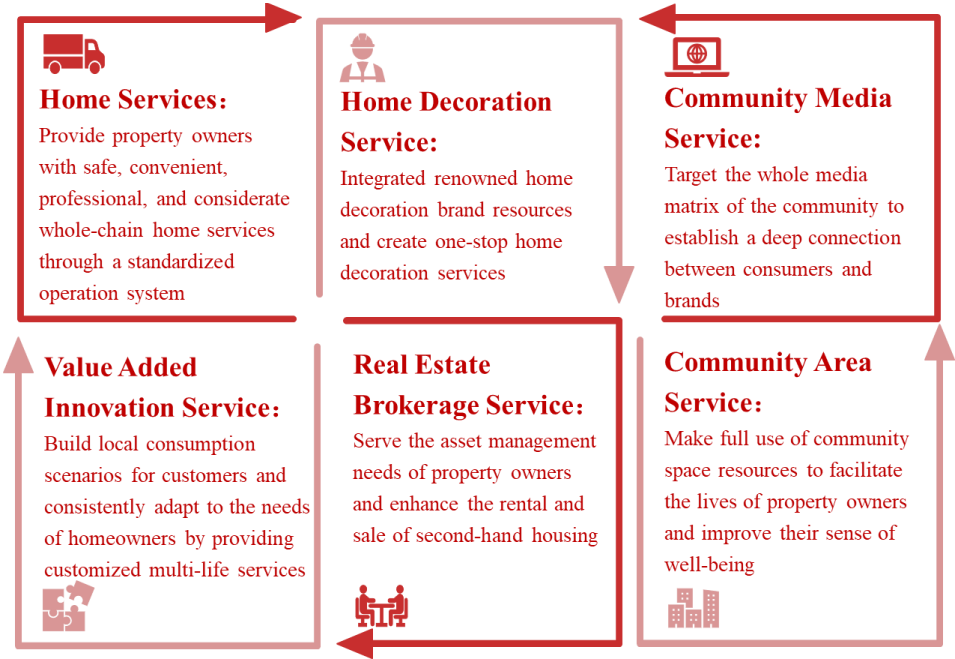 Home Services：
Provide property owners
with safe, convenient,
professional, and considerate
whole-chain home services
through a standardized
operation system
Home Decoration
Service:
Integrated renowned home
decoration brand resources
and create one-stop home
decoration services
Community Media
Service:
Target the whole media
matrix of the community to
establish a deep connection
between consumers and
brands
Value Added
Innovation Service：
Build local consumption
scenarios for customers and
consistently adapt to the needs
of homeowners by providing
customized multi-life services
Real Estate
Brokerage Service：
Serve the asset management
needs of property owners
and enhance the rental and
sale of second-hand housing
Community Area
Service：
Make full use of community
space resources to facilitate
the lives of property owners
and improve their sense of
well-being